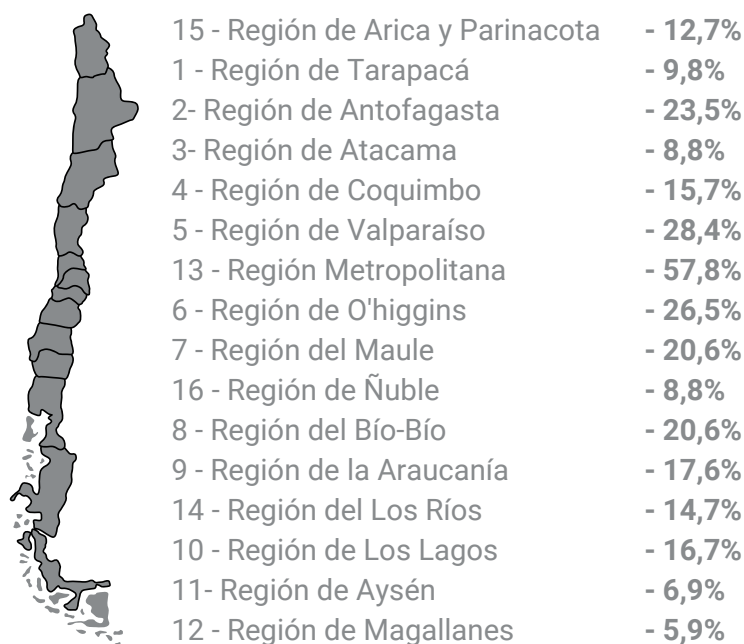 15 - Región de Arica y Parinacota - 12,7%
1 - Región de Tarapacá - 9,8%
2- Región de Antofagasta - 23,5%
3- Región de Atacama - 8,8%
4 - Región de Coquimbo - 15,7%
5 - Región de Valparaíso - 28,4%
13 - Región Metropolitana - 57,8%
6 - Región de O'higgins - 26,5%
7 - Región del Maule - 20,6%
16 - Región de Ñuble - 8,8%
8 - Región del Bío-Bío - 20,6%
9 - Región de la Araucanía - 17,6%
14 - Región del Los Ríos - 14,7%
10 - Región de Los Lagos - 16,7%
11- Región de Aysén - 6,9%
12 - Región de Magallanes - 5,9%